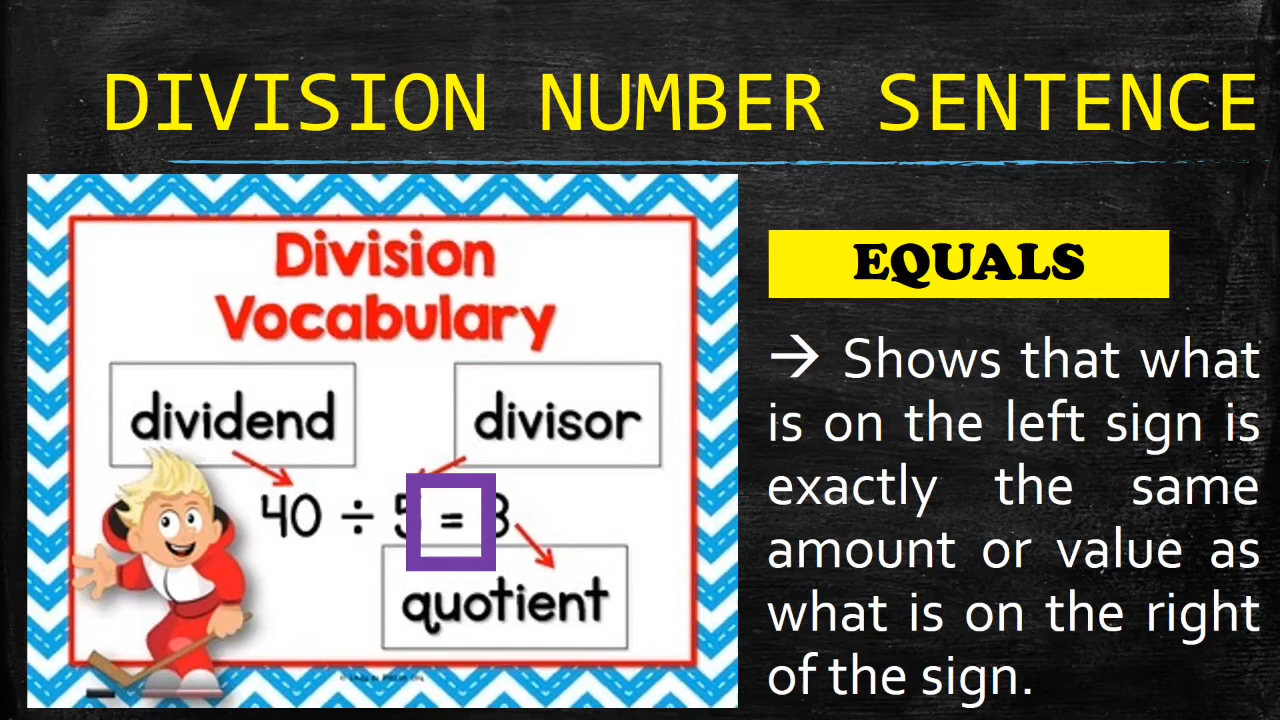 DIVISION NUMBER SENTENCE
Division
Vocabulary
dividend
divisor
40 ÷ 5 = 8
quotient
EQUALS
→ Shows that what
is on the left sign is
exactly the same
amount or value as
what is on the right
of the sign.